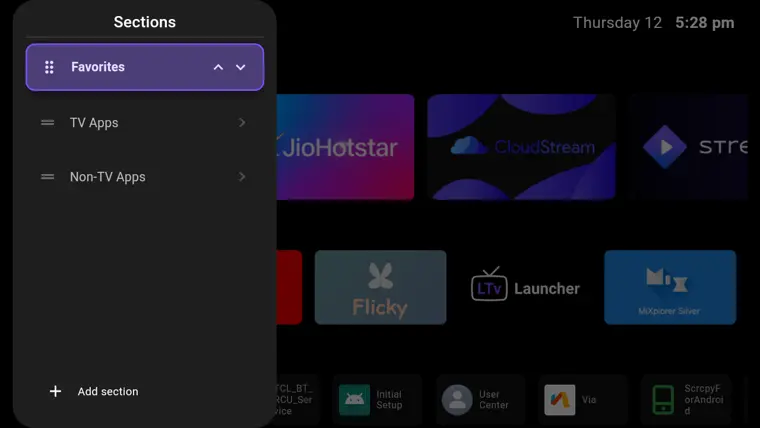 Sections
Thursday 12 5:28 pm
Favorites
TV Apps
Non-TV Apps
Add section
JioHotstar
CloudStream
STRE
Flicky
LTv Launcher
MiXplorer Silver
TCL_BT_
RCU_Ser
vice
Initial
Setup
User
Center
Via
ScrcpyF
orAndroi
d